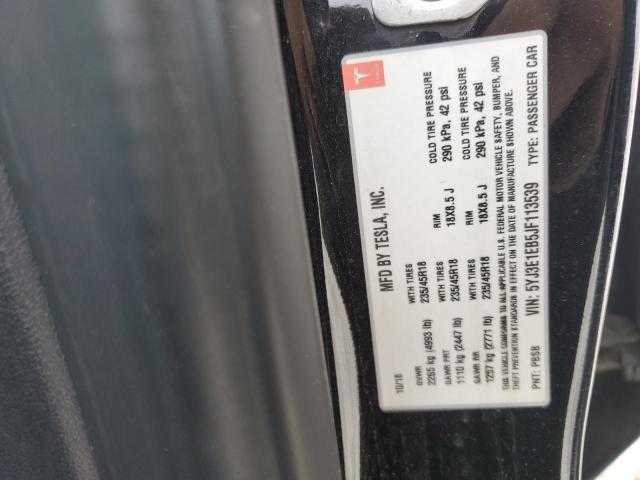 MFD BY TESLA, INC.
10/18
GVWR WITH TIRES RIM COLD TIRE PRESSURE
2265 kg (4993 lb) 235/45R18 18X8.5 J 290 kPa, 42 psi
GAWR FRT WITH TIRES RIM COLD TIRE PRESSURE
1110 kg (2447 lb) 235/45R18 18X8.5 J 290 kPa, 42 psi
GAWR RR WITH TIRES
1257 kg (2771 lb) 235/45R18
THIS VEHICLE CONFORMS TO ALL APPLICABLE U.S. FEDERAL MOTOR VEHICLE SAFETY, BUMPER, AND
THEFT PREVENTION STANDARDS IN EFFECT ON THE DATE OF MANUFACTURE SHOWN ABOVE.
PNT: PBSB VIN: 5YJ3E1EB5JF113539 TYPE: PASSENGER CAR